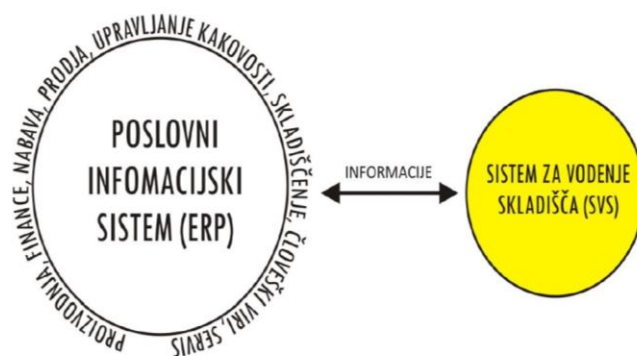 PROIZVODNJA, FINANCE, NABAVA, PRODJA, UPRAVLJANJE KAKOVOSTI, SKLADIŠČENJE, ČLOVEŠKI VIRI, SERVIS
POSLOVNI
INFOMACIJSKI
SISTEM (ERP)
INFORMACIJE
SISTEM ZA VODENJE
SKLADIŠČA (SVS)